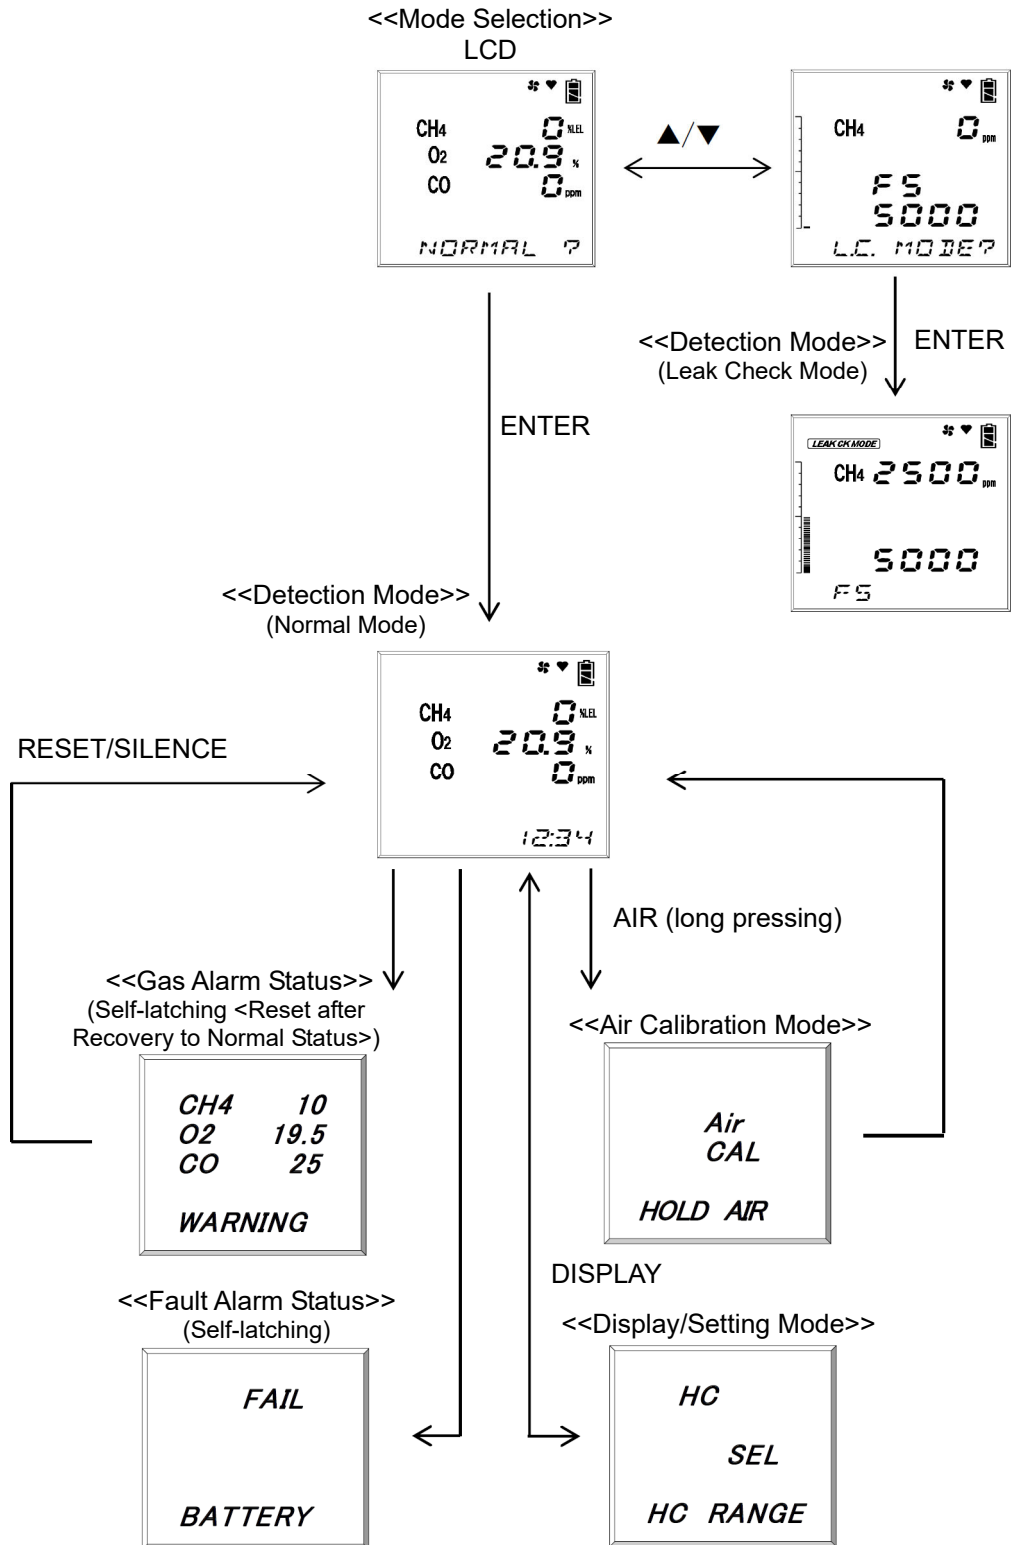 <<Mode Selection>>
LCD
CH4 0 %LEL
O2 20.9 %
CO 0 ppm
NORMAL ?
▲/▼
CH4 0 ppm
FS
5000
L.C. MODE?
ENTER
<<Detection Mode>>
(Leak Check Mode)
ENTER
LEAK CK MODE
CH4 2500 ppm
5000
FS
<<Detection Mode>>
(Normal Mode)
CH4 0 %LEL
O2 20.9 %
CO 0 ppm
12:34
RESET/SILENCE
AIR (long pressing)
<<Gas Alarm Status>>
(Self-latching <Reset after
Recovery to Normal Status>)
CH4 10
O2 19.5
CO 25
WARNING
<<Air Calibration Mode>>
Air
CAL
HOLD AIR
DISPLAY
<<Fault Alarm Status>>
(Self-latching)
FAIL
BATTERY
<<Display/Setting Mode>>
HC
SEL
HC RANGE